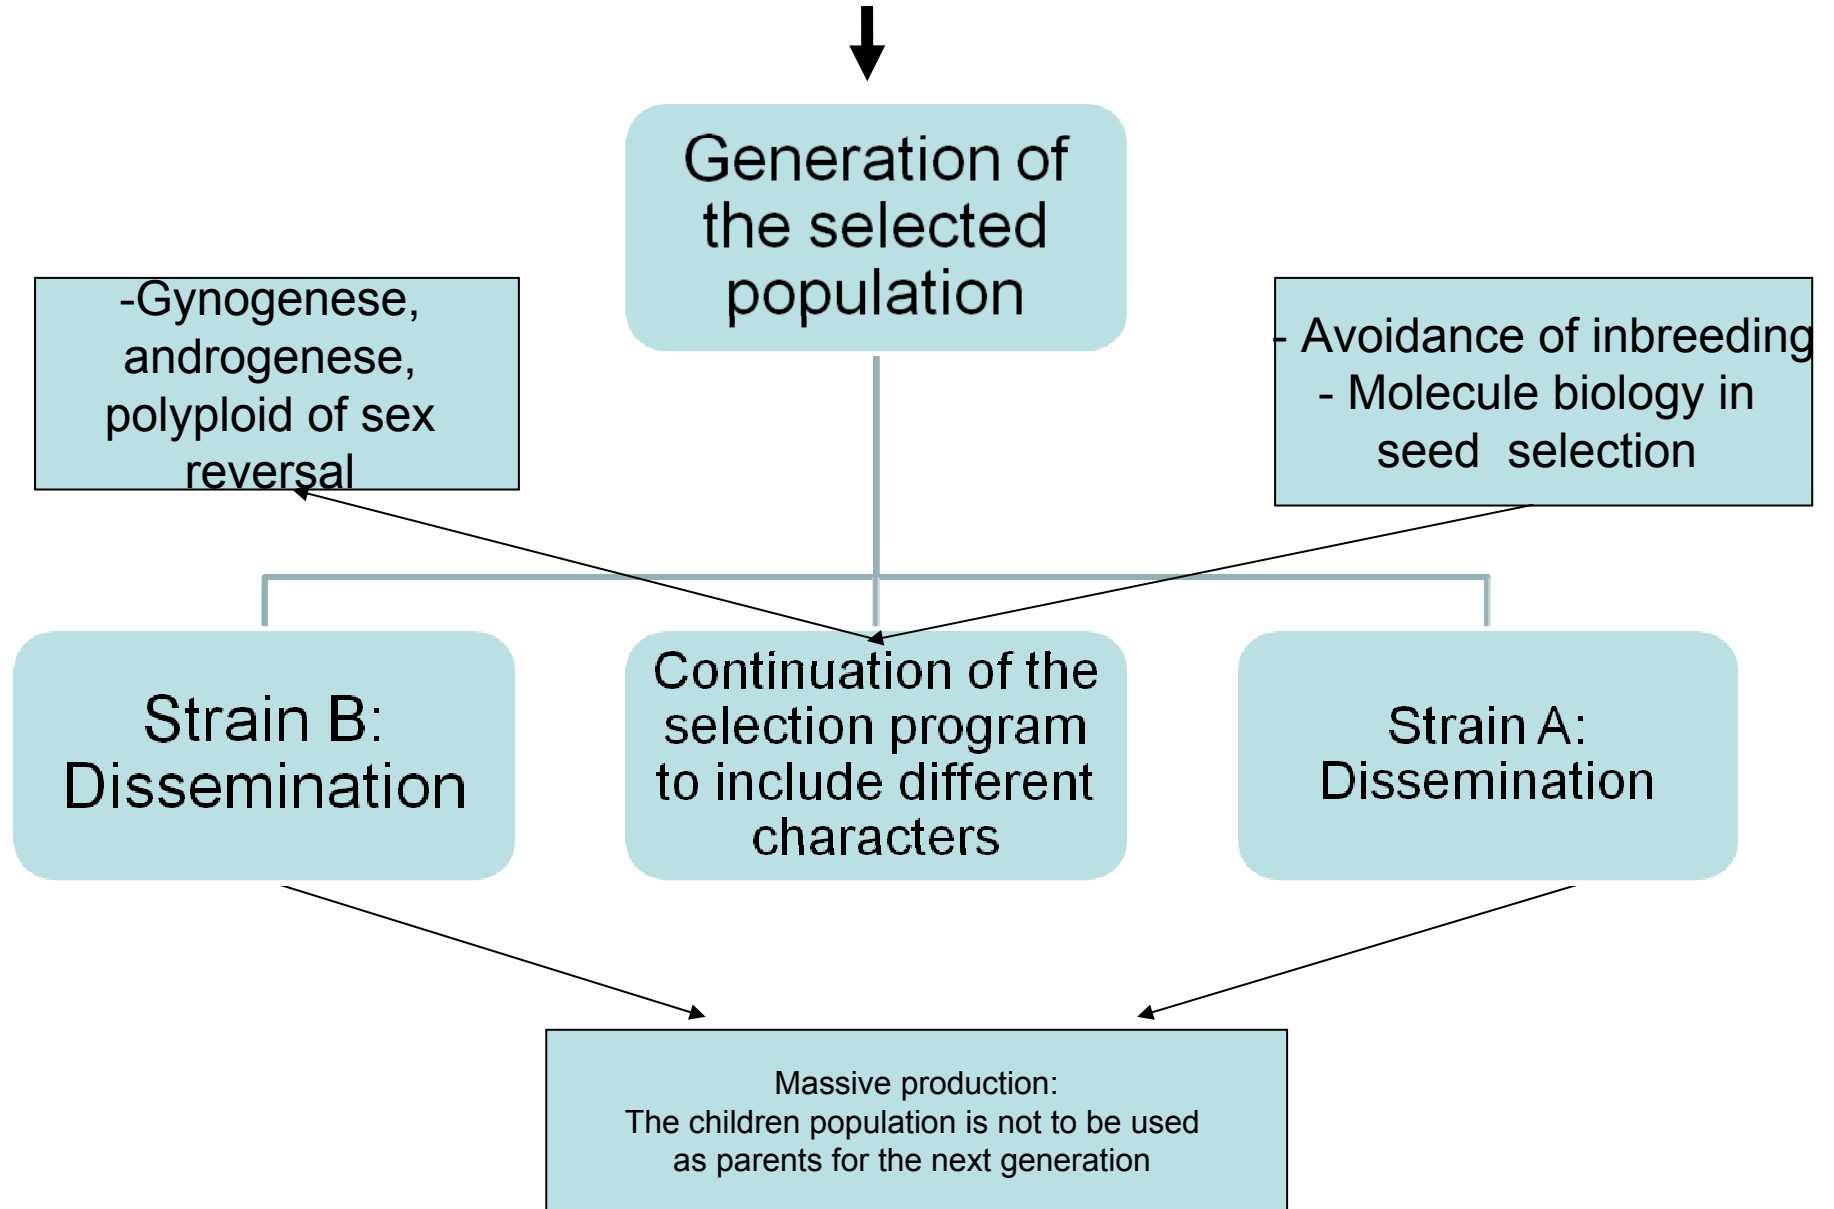 Generation of
the selected
population
-Gynogenese,
androgenese,
polyploid of sex
reversal
- Avoidance of inbreeding
- Molecule biology in
seed  selection
Strain B:
Dissemination
Continuation of the
selection program
to include different
characters
Strain A:
Dissemination
Massive production:
The children population is not to be used
as parents for the next generation